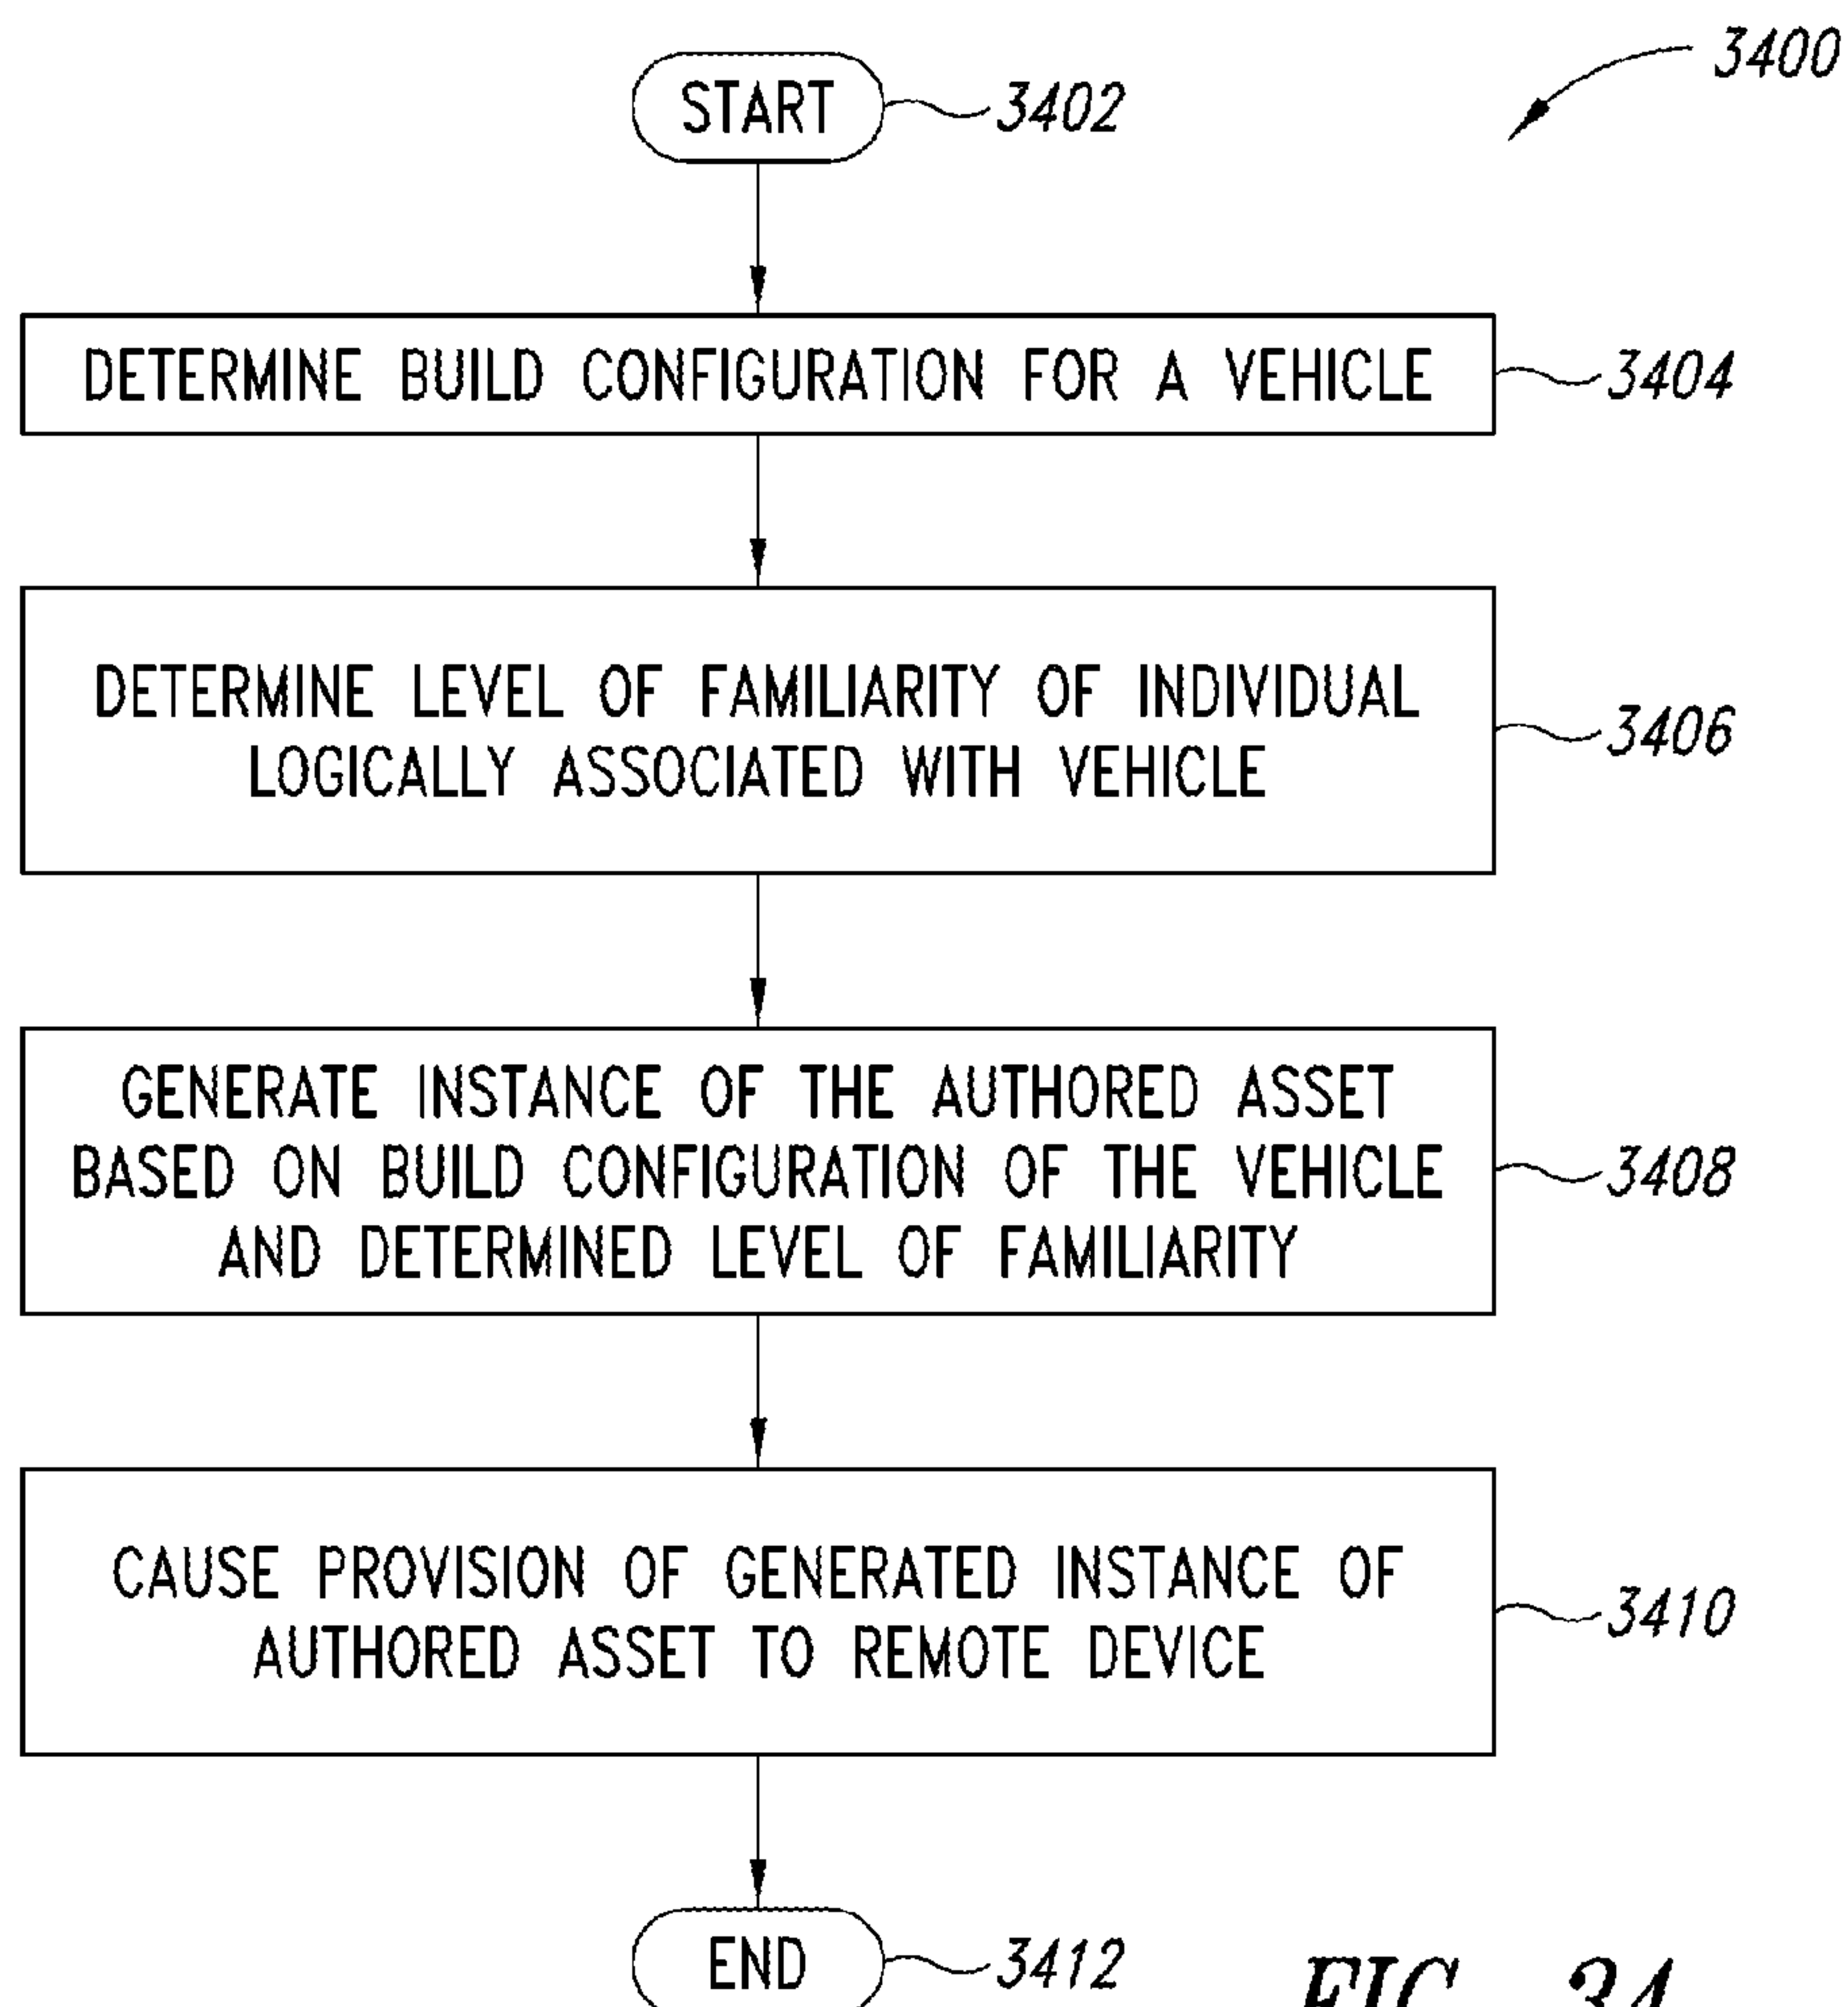 3400
START
3402
DETERMINE BUILD CONFIGURATION FOR A VEHICLE
3404
DETERMINE LEVEL OF FAMILIARITY OF INDIVIDUAL
LOGICALLY ASSOCIATED WITH VEHICLE
3406
GENERATE INSTANCE OF THE AUTHORED ASSET
BASED ON BUILD CONFIGURATION OF THE VEHICLE
AND DETERMINED LEVEL OF FAMILIARITY
3408
CAUSE PROVISION OF GENERATED INSTANCE OF
AUTHORED ASSET TO REMOTE DEVICE
3410
END
3412
FIG. 34